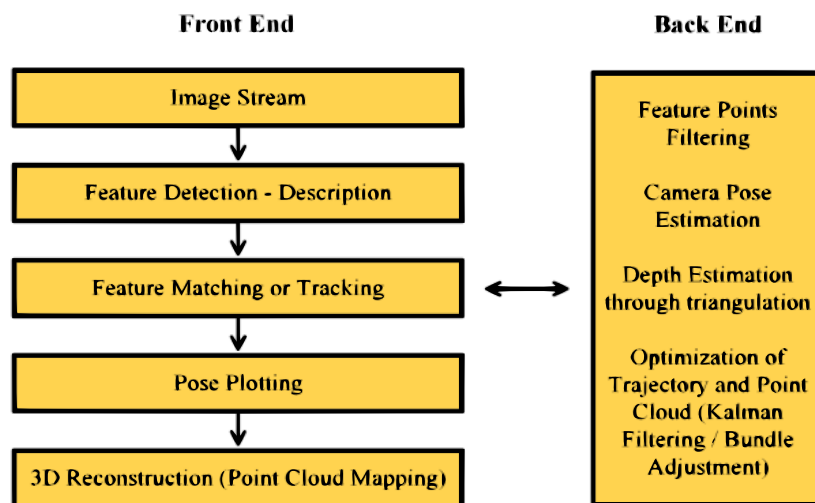 Front End
Image Stream
Feature Detection - Description
Feature Matching or Tracking
Pose Plotting
3D Reconstruction (Point Cloud Mapping)
Back End
Feature Points
Filtering
Camera Pose
Estimation
Depth Estimation
through triangulation
Optimization of
Trajectory and Point
Cloud (Kalman
Filtering / Bundle
Adjustment)